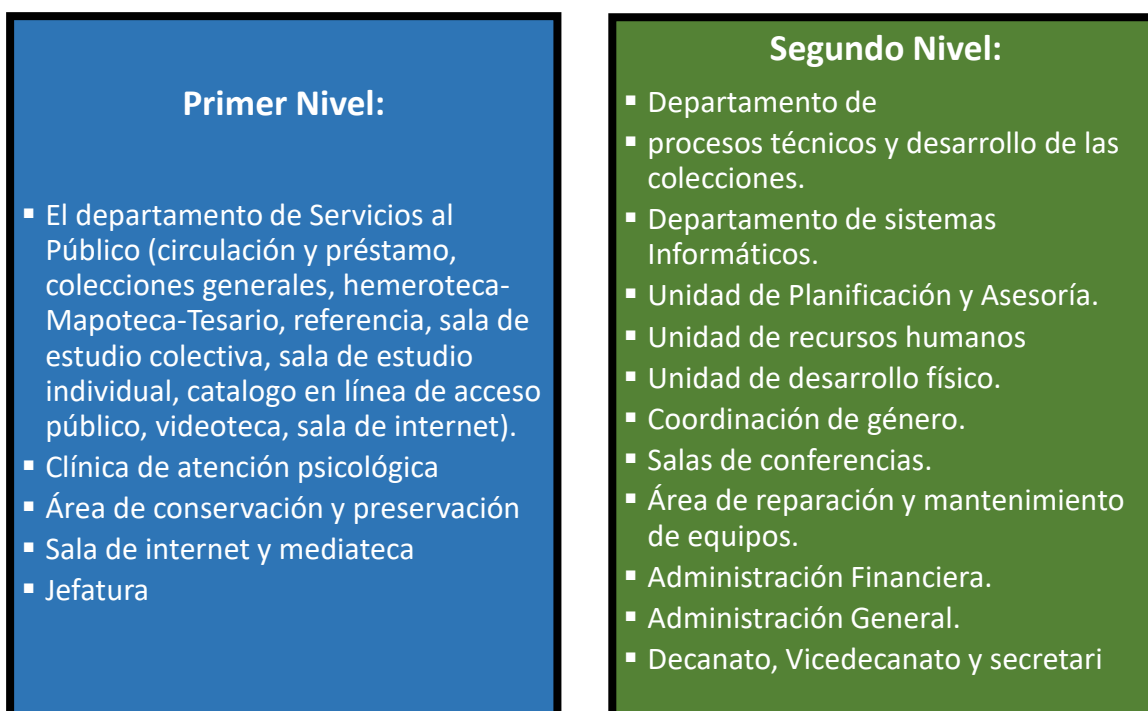 Primer Nivel:
▪ El departamento de Servicios al
Público (circulación y préstamo,
colecciones generales, hemeroteca-
Mapoteca-Tesario, referencia, sala de
estudio colectiva, sala de estudio
individual, catalogo en línea de acceso
público, videoteca, sala de internet).
▪ Clínica de atención psicológica
▪ Área de conservación y preservación
▪ Sala de internet y mediateca
▪ Jefatura
Segundo Nivel:
▪ Departamento de
▪ procesos técnicos y desarrollo de las
colecciones.
▪ Departamento de sistemas
Informáticos.
▪ Unidad de Planificación y Asesoría.
▪ Unidad de recursos humanos
▪ Unidad de desarrollo físico.
▪ Coordinación de género.
▪ Salas de conferencias.
▪ Área de reparación y mantenimiento
de equipos.
▪ Administración Financiera.
▪ Administración General.
▪ Decanato, Vicedecanato y secretari